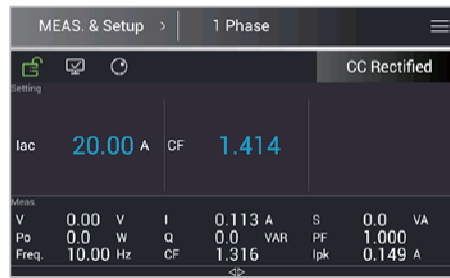 MEAS. & Setup > 1 Phase
CC Rectified
Setting
Iac 20.00 A CF 1.414
Meas.
V 0.00 V I 0.113 A S 0.0 VA
Po 0.0 W Q 0.0 VAR PF 1.000
Freq. 10.00 Hz CF 1.316 Ipk 0.149 A